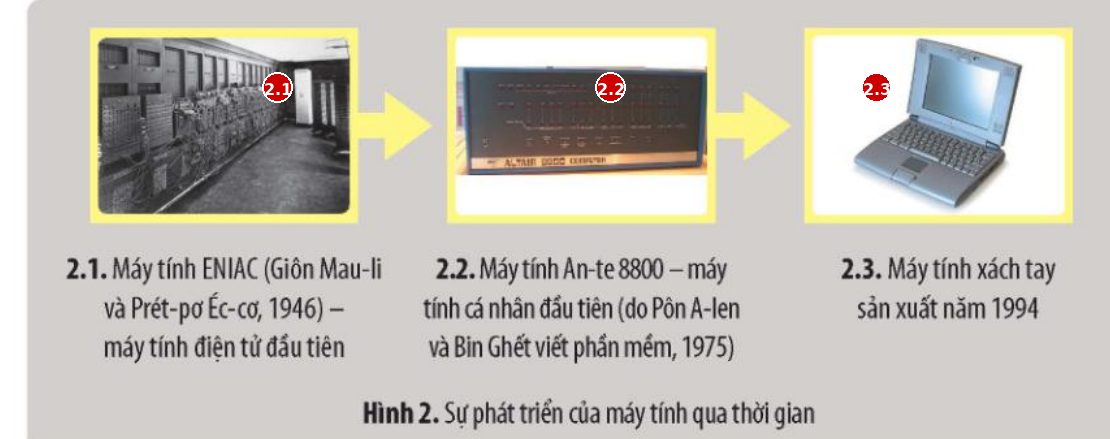 2.1
2.2
2.3
ALTAIR 8800 COMPUTER
2.1. Máy tính ENIAC (Giôn Mau-li
và Prét-pơ Éc-cơ, 1946) –
máy tính điện tử đầu tiên
2.2. Máy tính An-te 8800 – máy
tính cá nhân đầu tiên (do Pôn A-len
và Bin Ghết viết phần mềm, 1975)
2.3. Máy tính xách tay
sản xuất năm 1994
Hình 2. Sự phát triển của máy tính qua thời gian